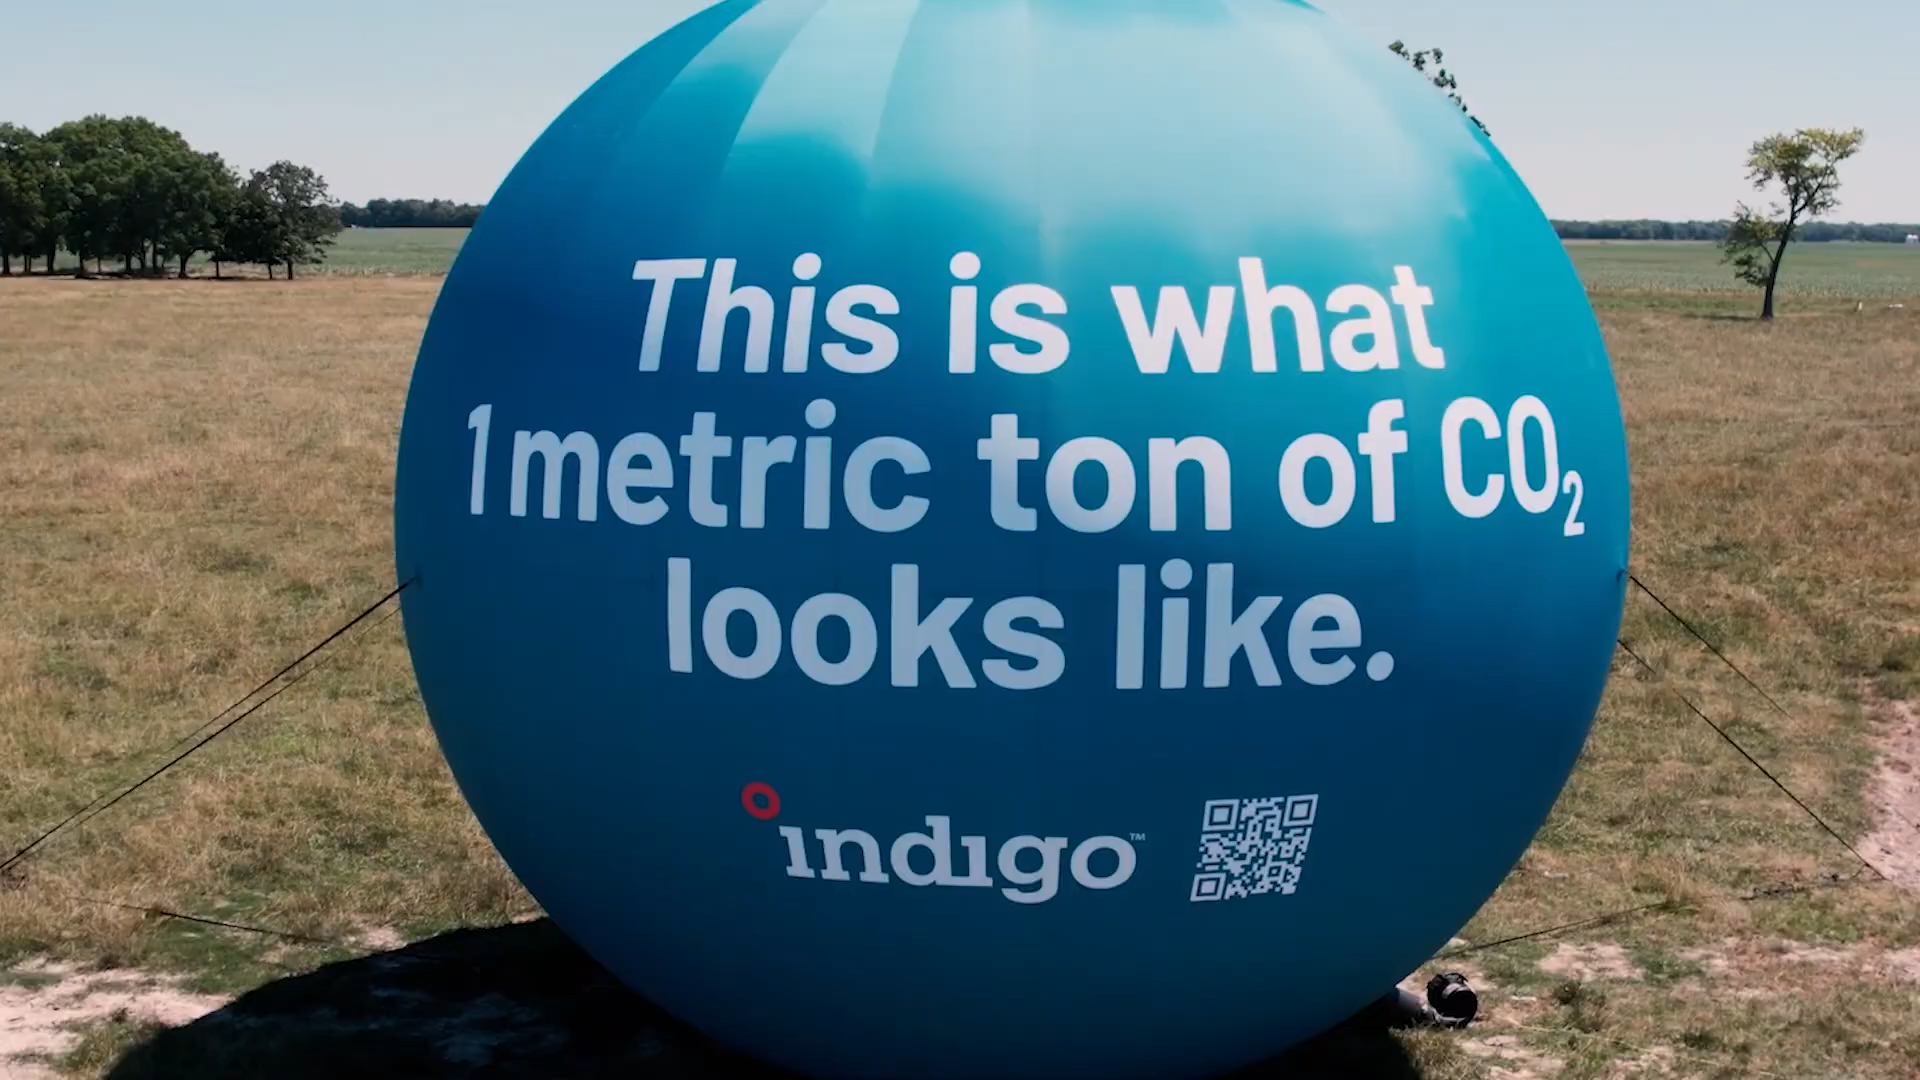 This is what
1 metric ton of CO₂
looks like.
indigo™